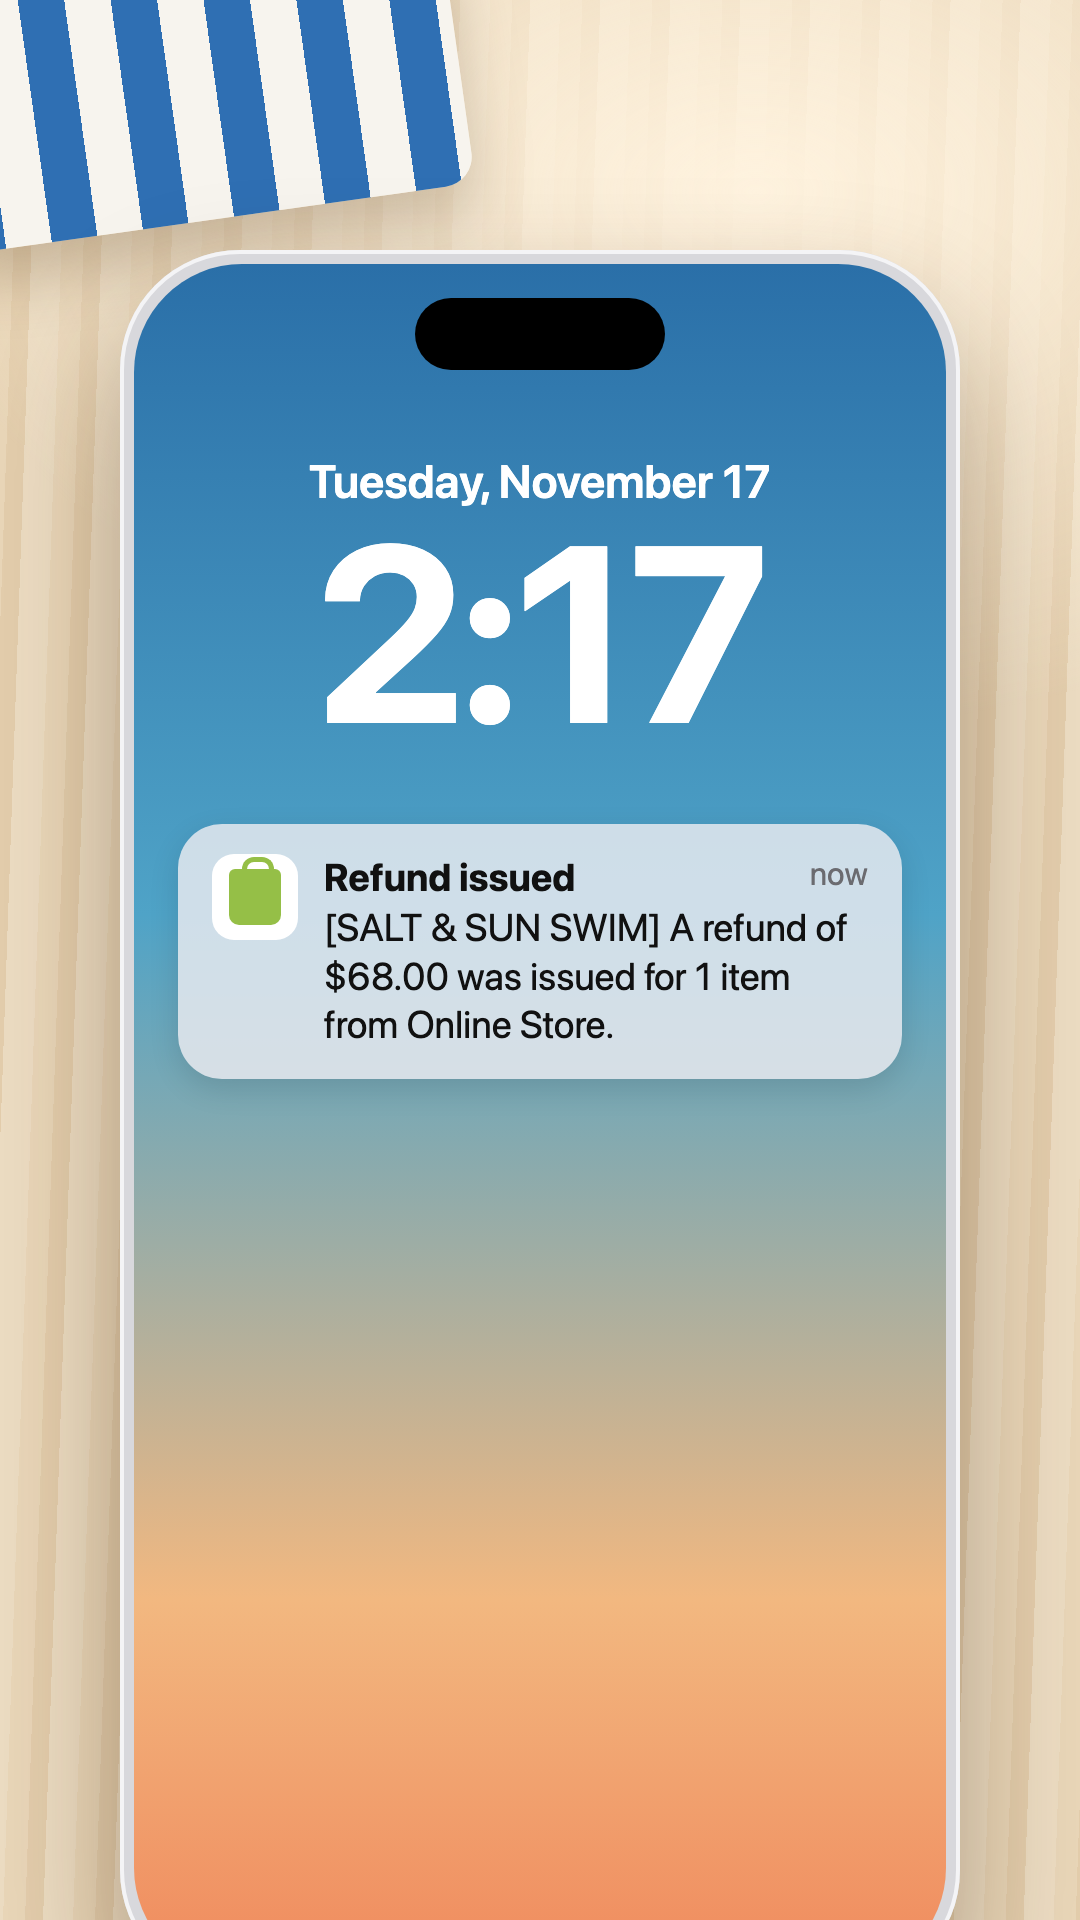 Tuesday, November 17
2:17
Refund issued
now
[SALT & SUN SWIM] A refund of
$68.00 was issued for 1 item
from Online Store.